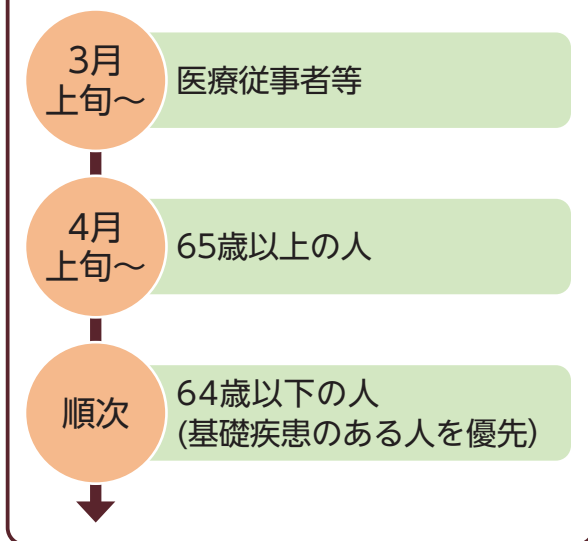 3月
上旬～
医療従事者等
4月
上旬～
65歳以上の人
順次
64歳以下の人
(基礎疾患のある人を優先）